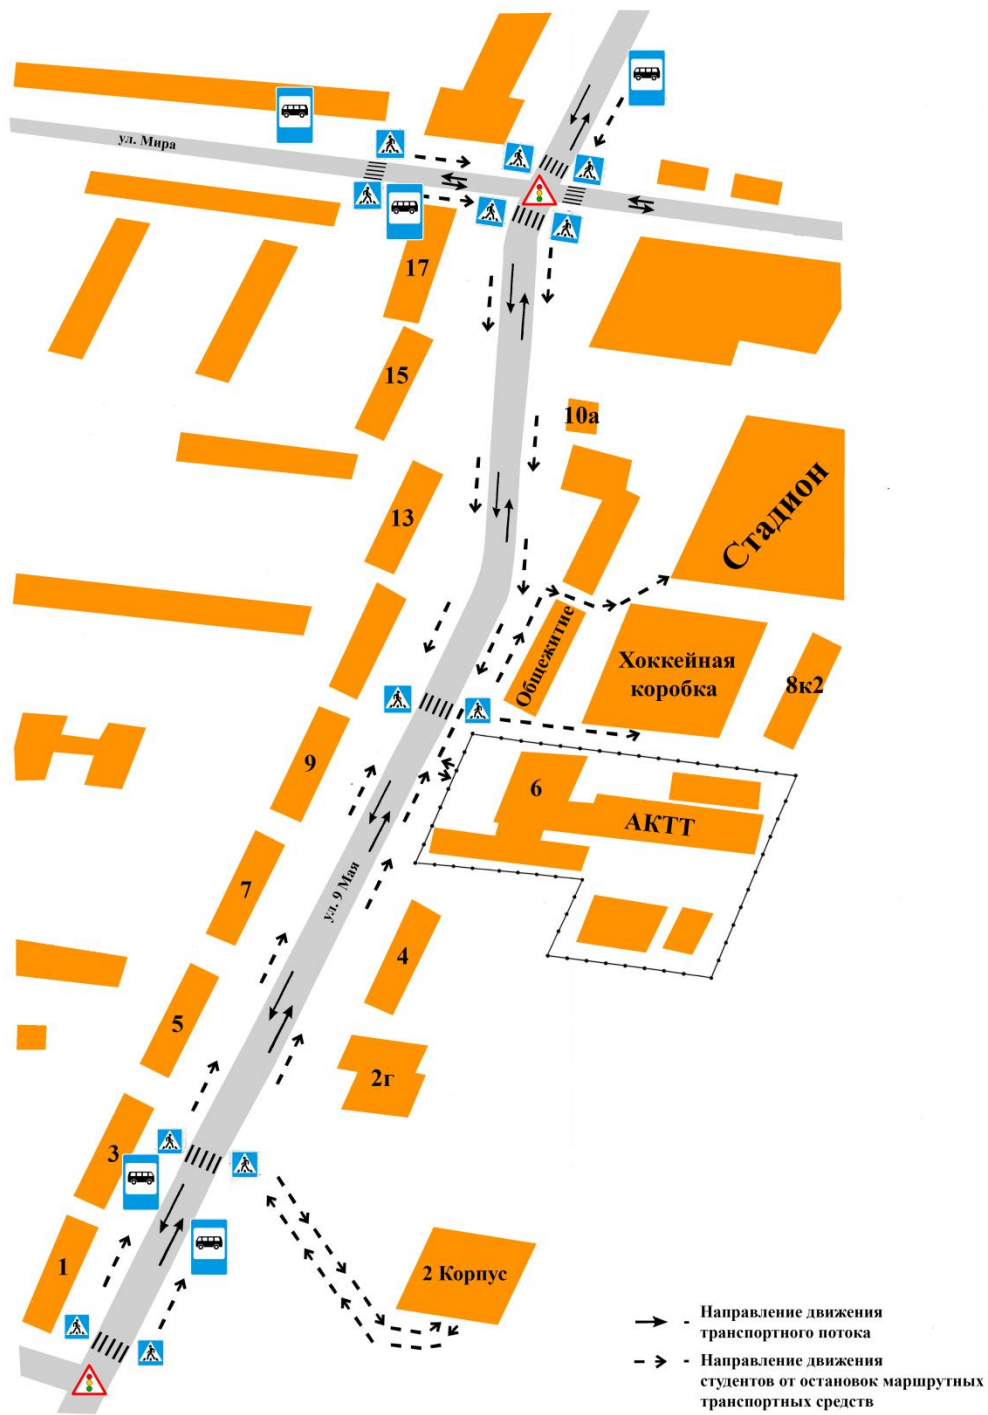 ул. Мира
17
15
10а
13
Стадион
Общежитие
Хоккейная
коробка
8к2
9
6
АКТТ
7
ул. 9 Мая
4
5
2г
3
1
2 Корпус
- Направление движения
транспортного потока
- Направление движения
студентов от остановок маршрутных
транспортных средств